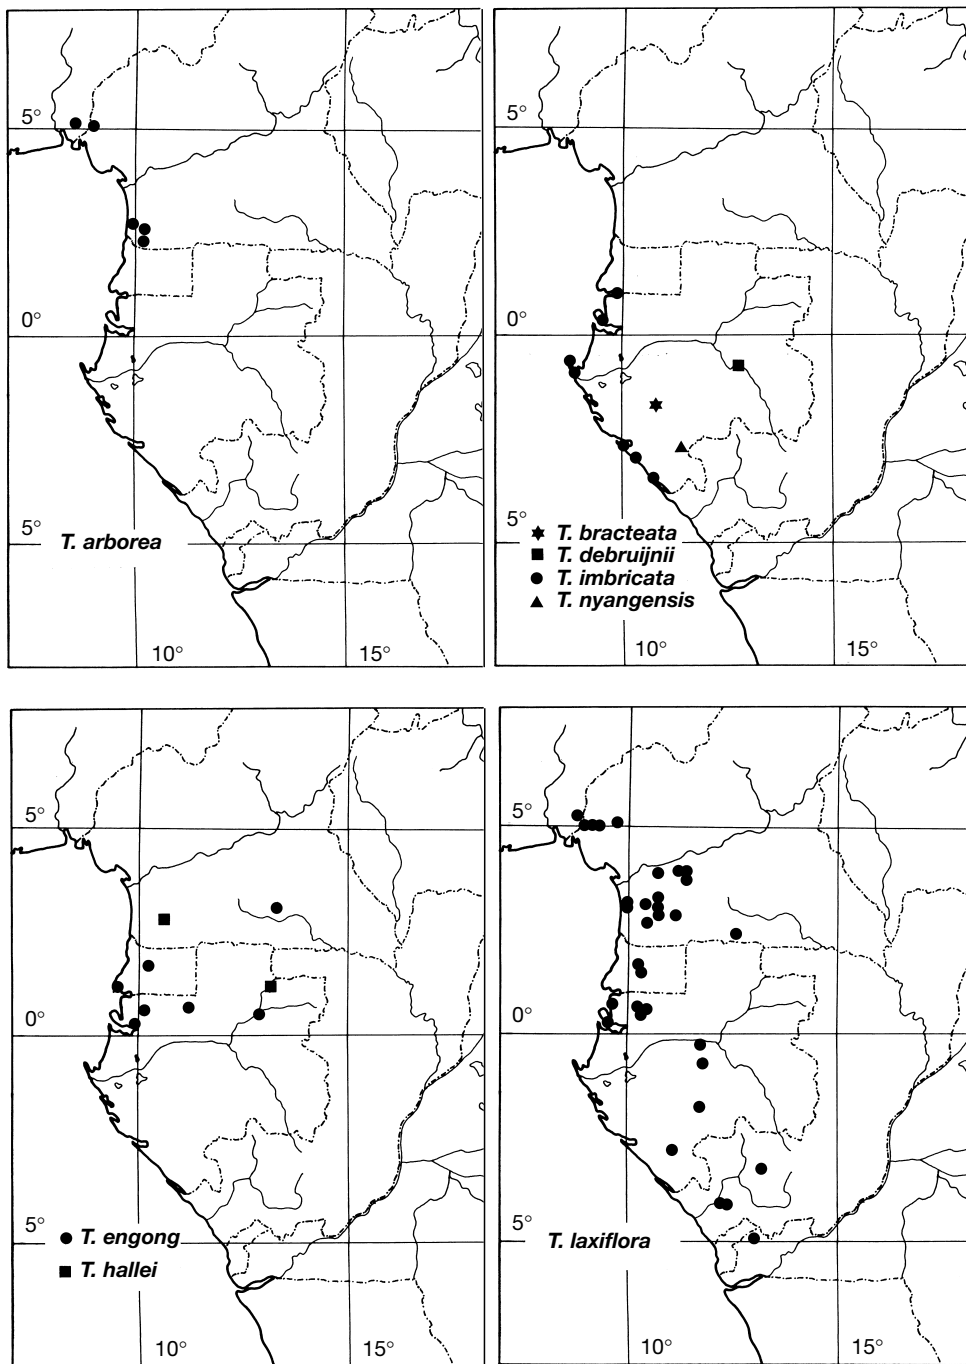 5°
0°
5°
T. arborea
10°
15°
5°
0°
5°
T. bracteata
T. debruijnii
T. imbricata
T. nyangensis
10°
15°
5°
0°
5°
T. engong
T. hallei
10°
15°
5°
0°
5°
T. laxiflora
10°
15°